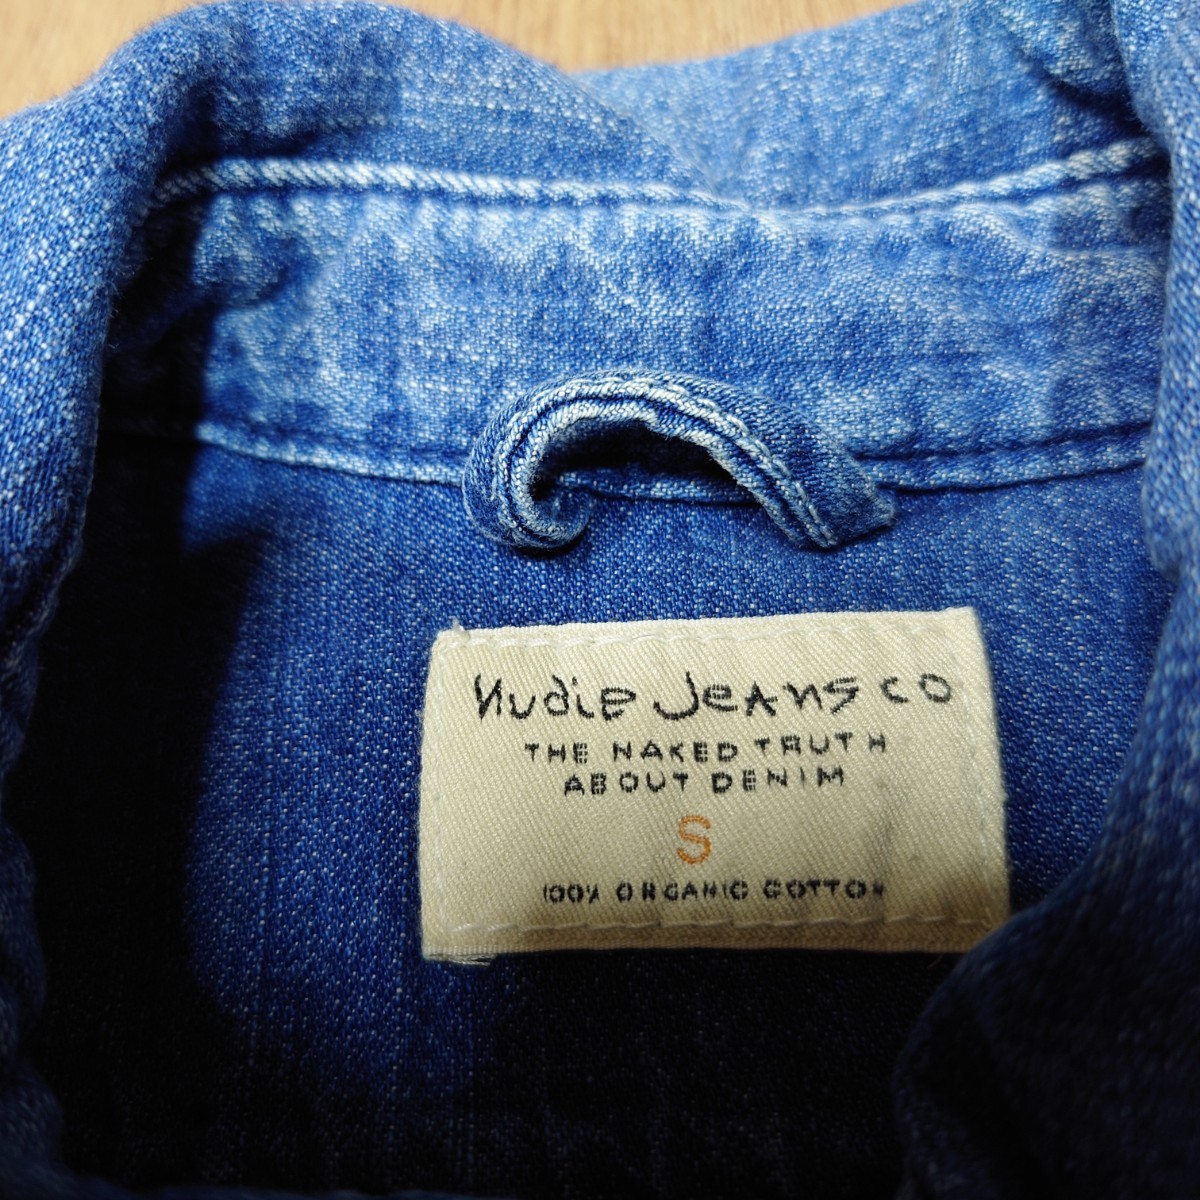 Nudie Jeans co
THE NAKED TRUTH
ABOUT DENIM
S
100% ORGANIC COTTON